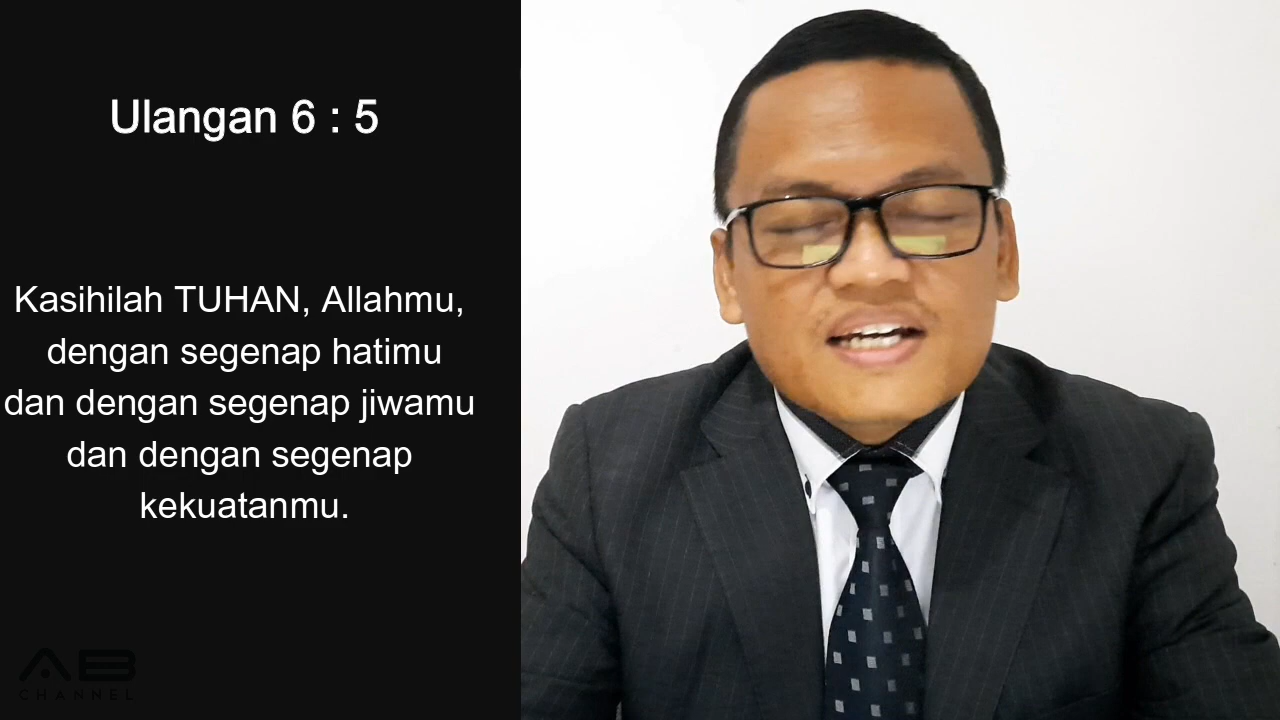 Ulangan 6 : 5
Kasihilah TUHAN, Allahmu,
dengan segenap hatimu
dan dengan segenap jiwamu
dan dengan segenap
kekuatanmu.
AB
CHANNEL